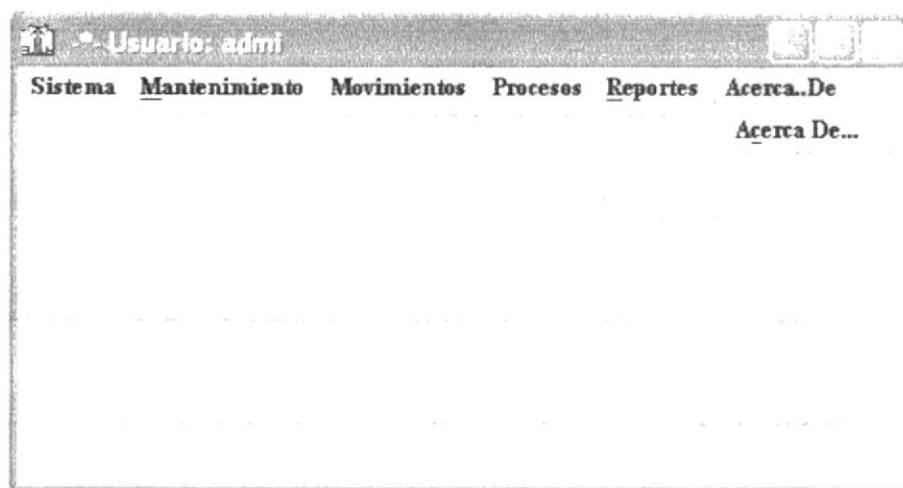 -*- Usuario: admi
Sistema Mantenimiento Movimientos Procesos Reportes Acerca..De
Acerca De...